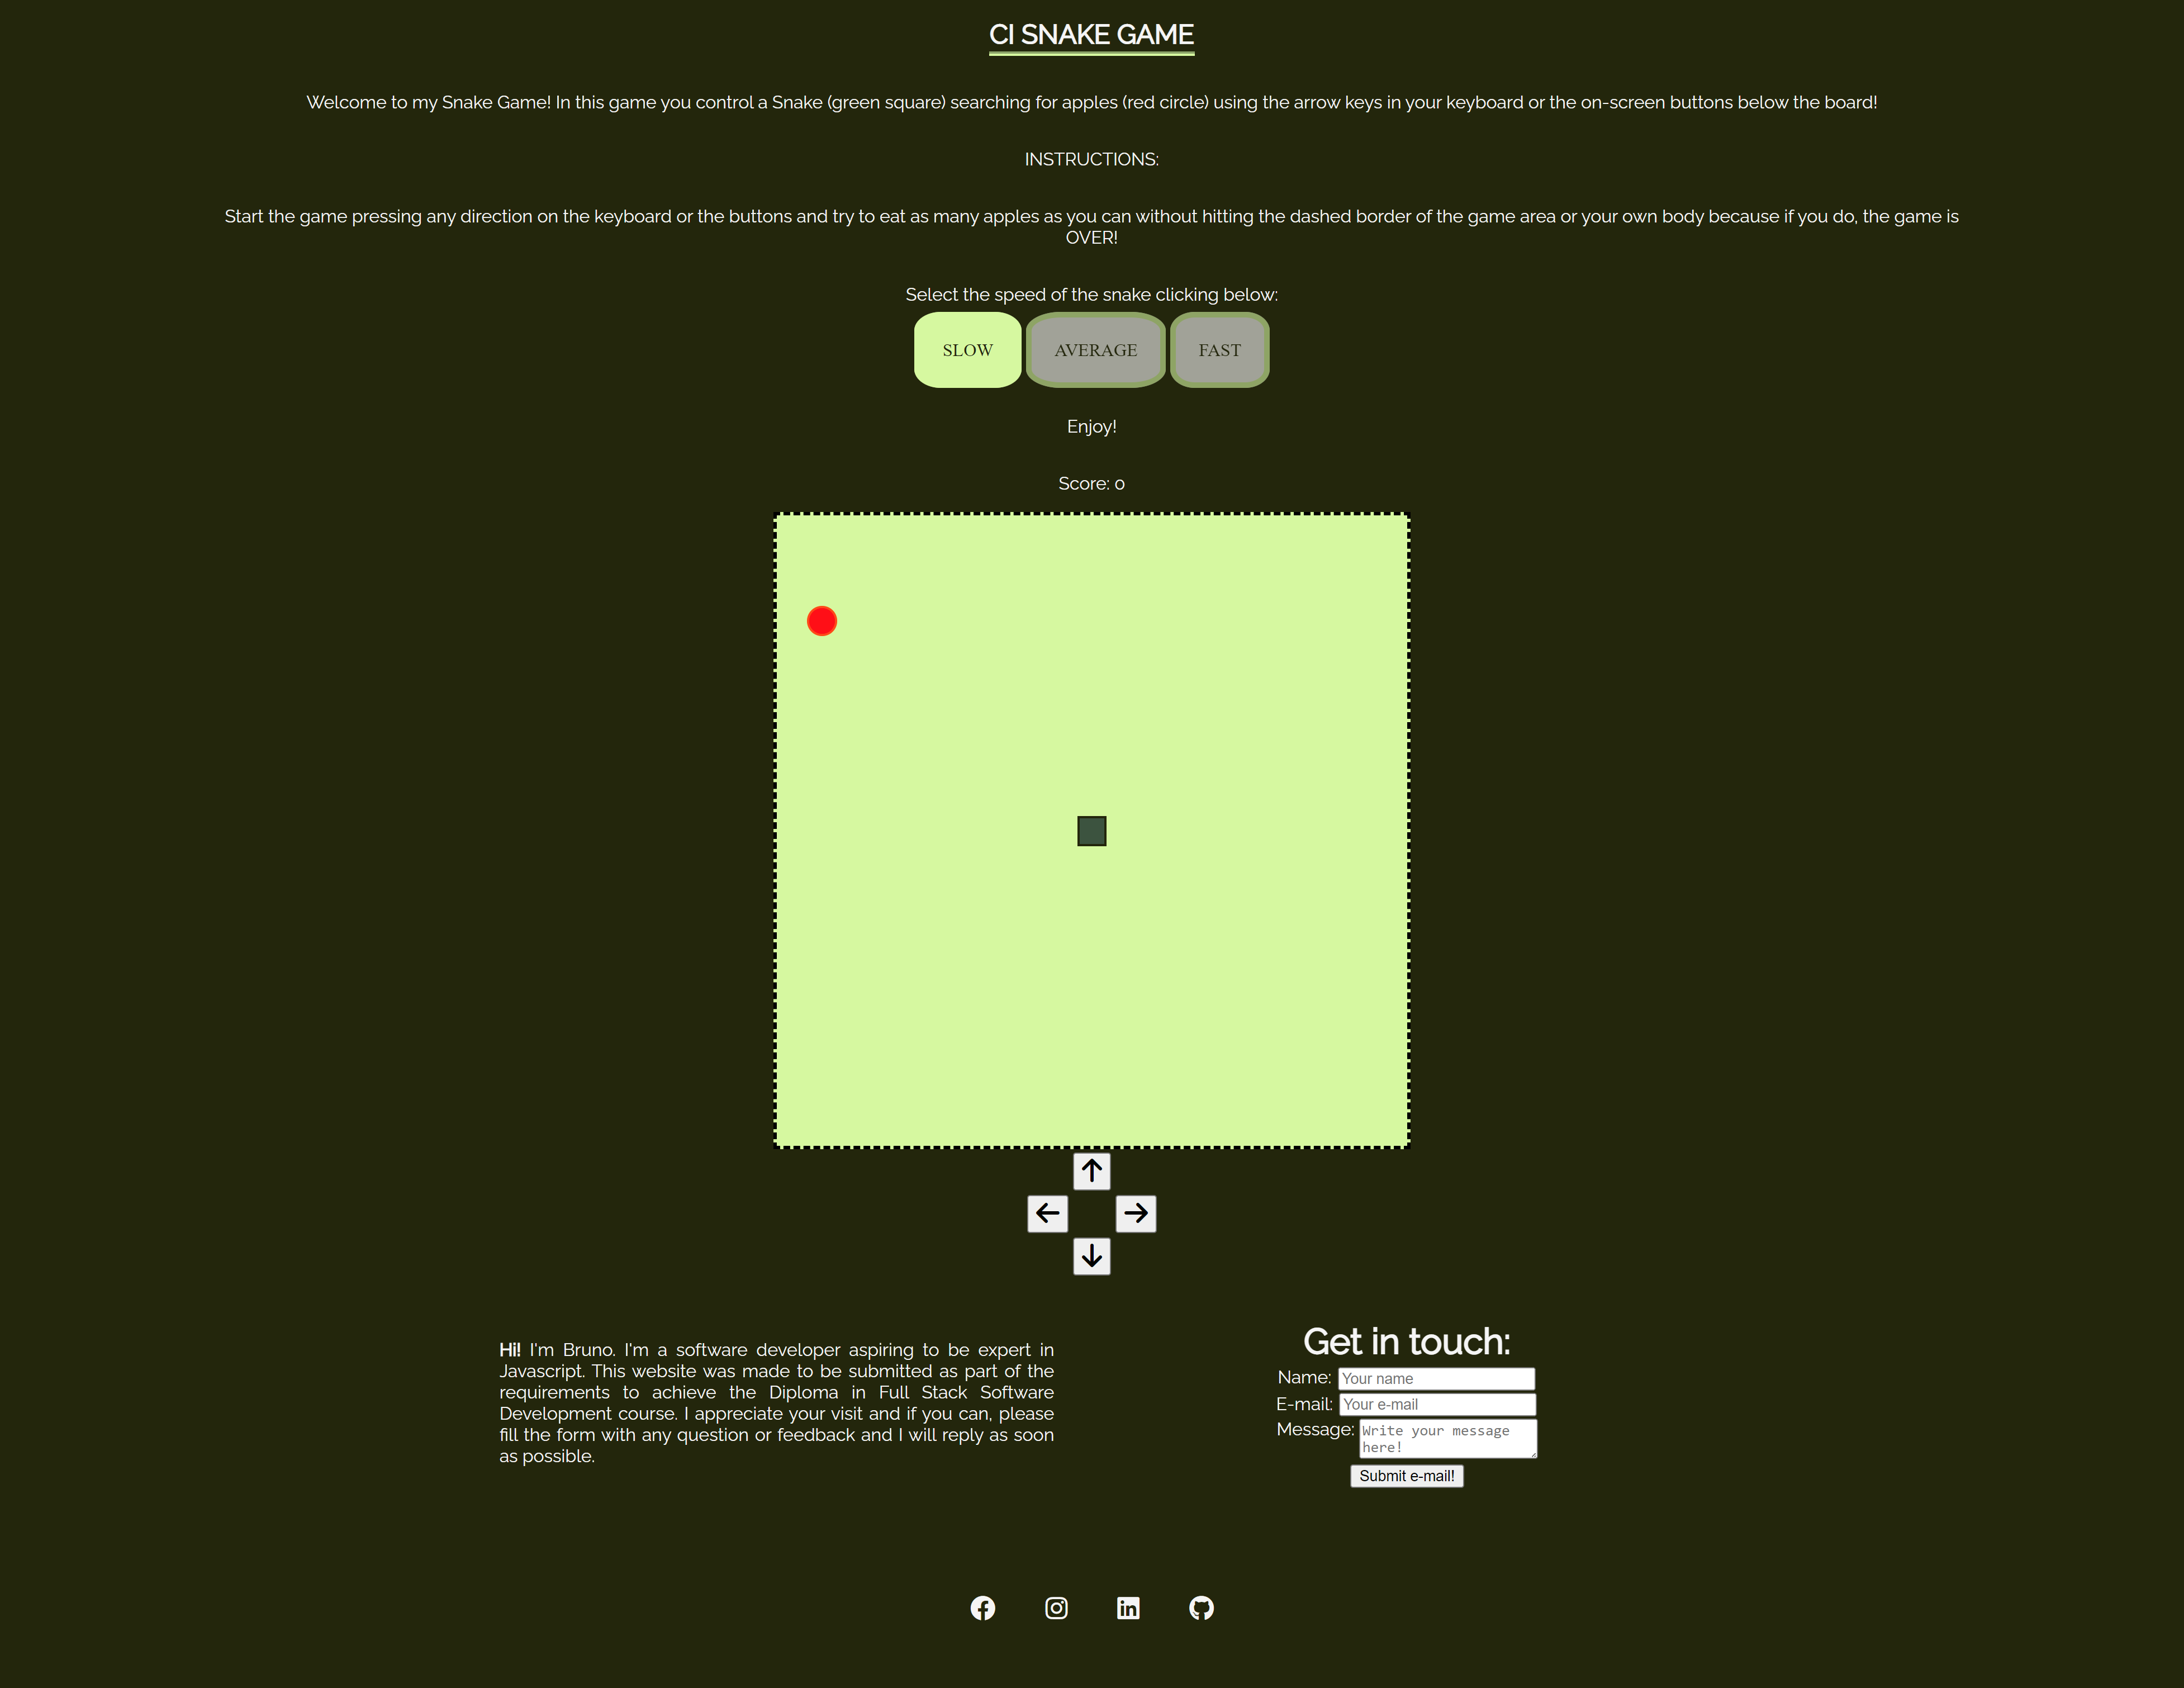 CI SNAKE GAME
Welcome to my Snake Game! In this game you control a Snake (green square) searching for apples (red circle) using the arrow keys in your keyboard or the on-screen buttons below the board!
INSTRUCTIONS:
Start the game pressing any direction on the keyboard or the buttons and try to eat as many apples as you can without hitting the dashed border of the game area or your own body because if you do, the game is
OVER!
Select the speed of the snake clicking below:
SLOW AVERAGE FAST
Enjoy!
Score: 0
Hi! I'm Bruno. I'm a software developer aspiring to be expert in
Javascript. This website was made to be submitted as part of the
requirements to achieve the Diploma in Full Stack Software
Development course. I appreciate your visit and if you can, please
fill the form with any question or feedback and I will reply as soon
as possible.
Get in touch:
Name: Your name
E-mail: Your e-mail
Message: Write your message
here!
Submit e-mail!